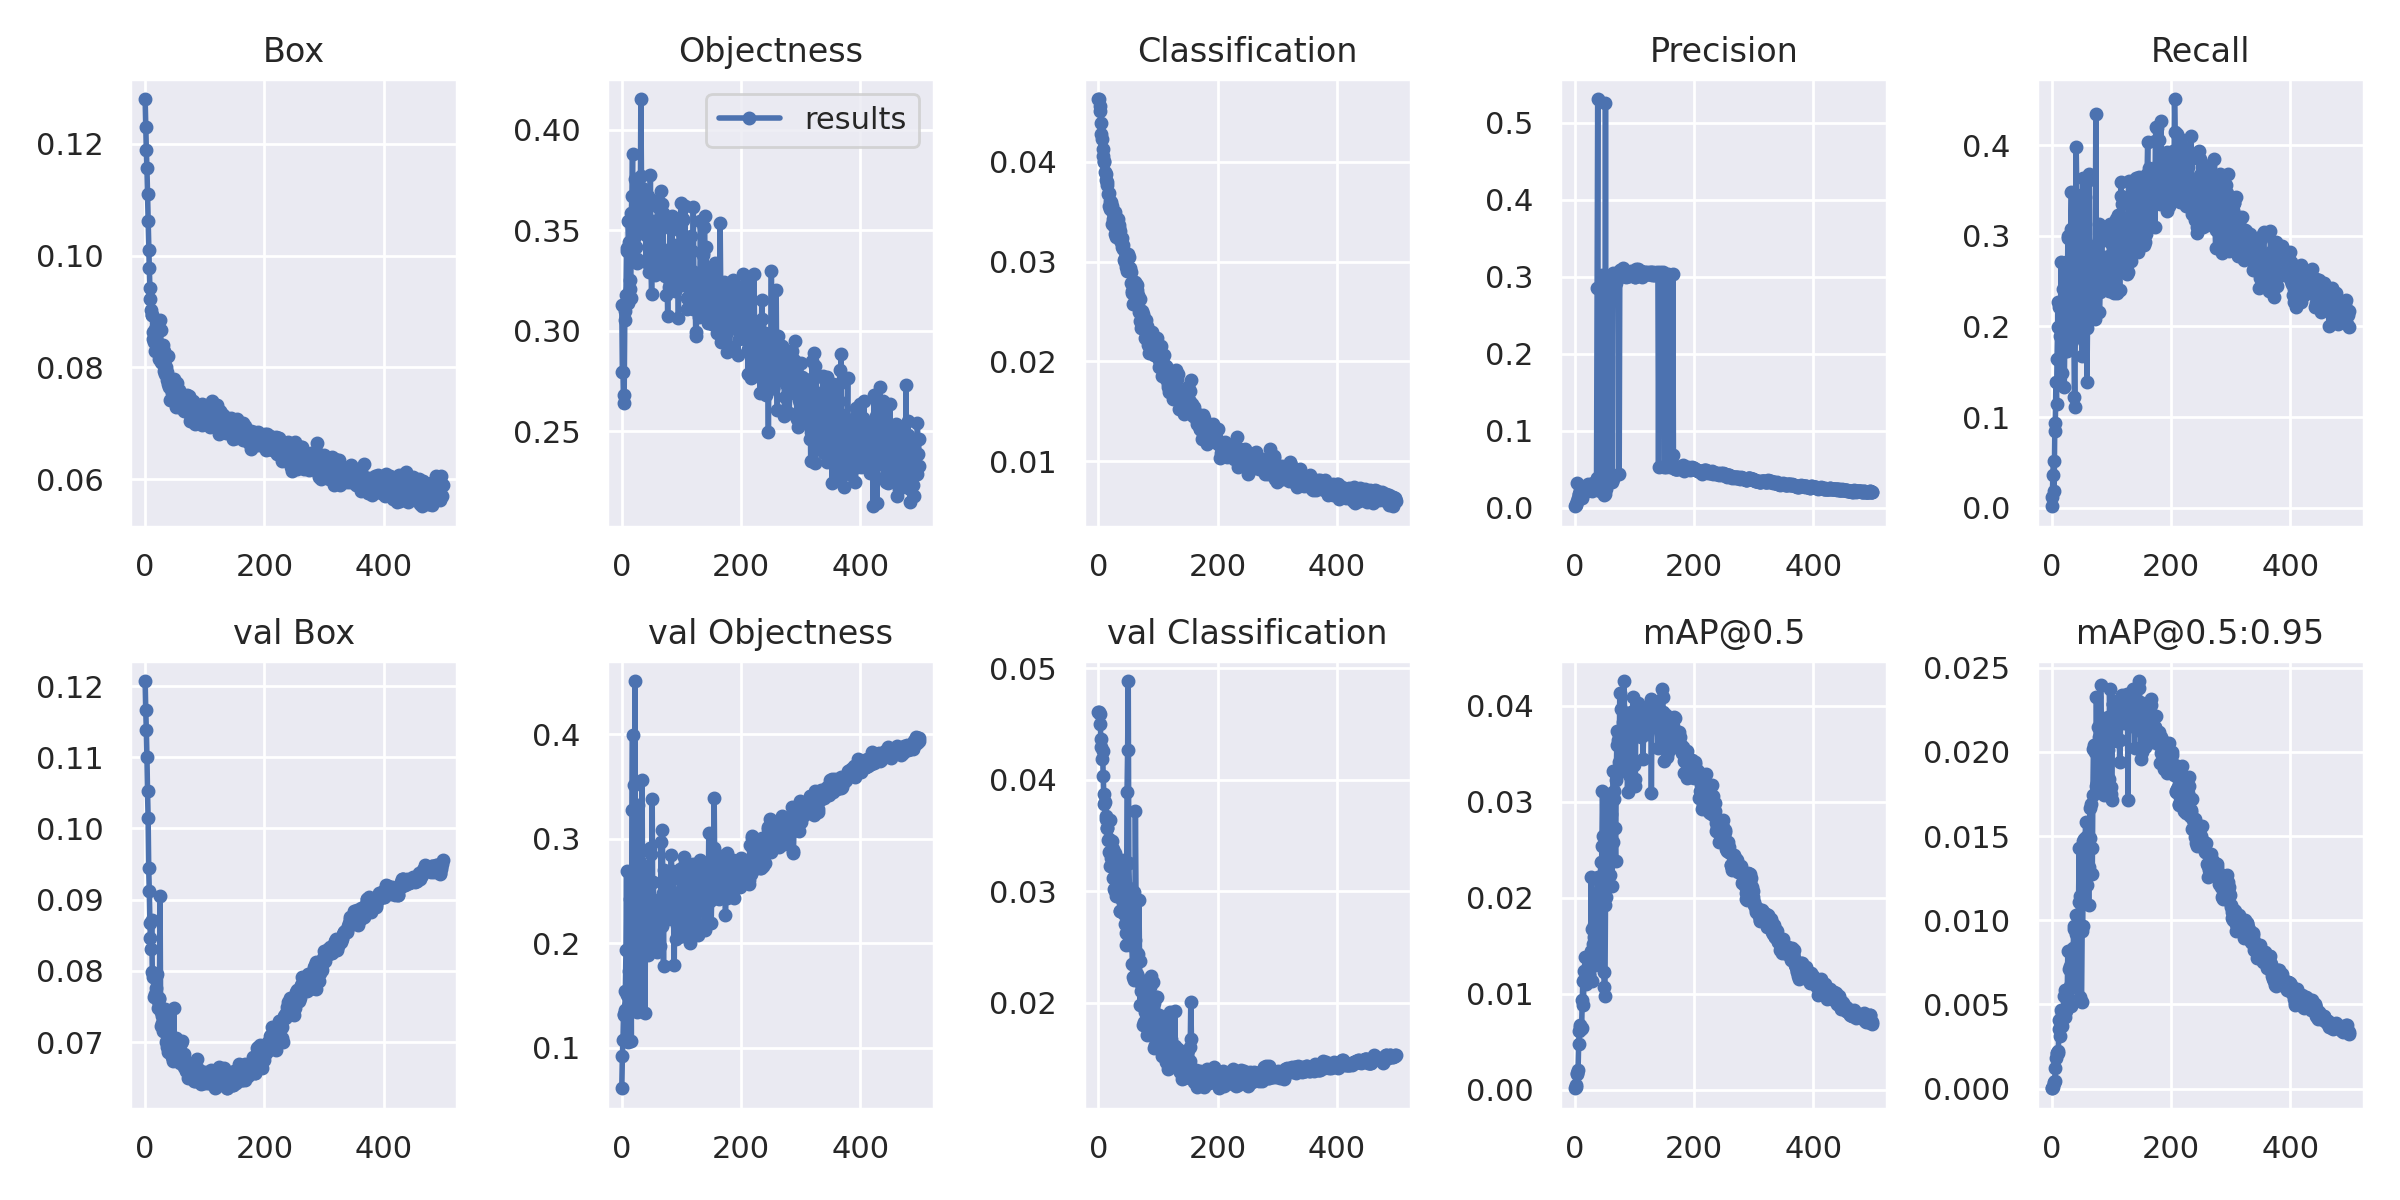 Box
0.12
0.10
0.08
0.06
0 200 400
Objectness
results
0.40
0.35
0.30
0.25
0 200 400
Classification
0.04
0.03
0.02
0.01
0 200 400
Precision
0.5
0.4
0.3
0.2
0.1
0.0
0 200 400
Recall
0.4
0.3
0.2
0.1
0.0
0 200 400
val Box
0.12
0.11
0.10
0.09
0.08
0.07
0 200 400
val Objectness
0.4
0.3
0.2
0.1
0 200 400
val Classification
0.05
0.04
0.03
0.02
0 200 400
mAP@0.5
0.04
0.03
0.02
0.01
0.00
0 200 400
mAP@0.5:0.95
0.025
0.020
0.015
0.010
0.005
0.000
0 200 400